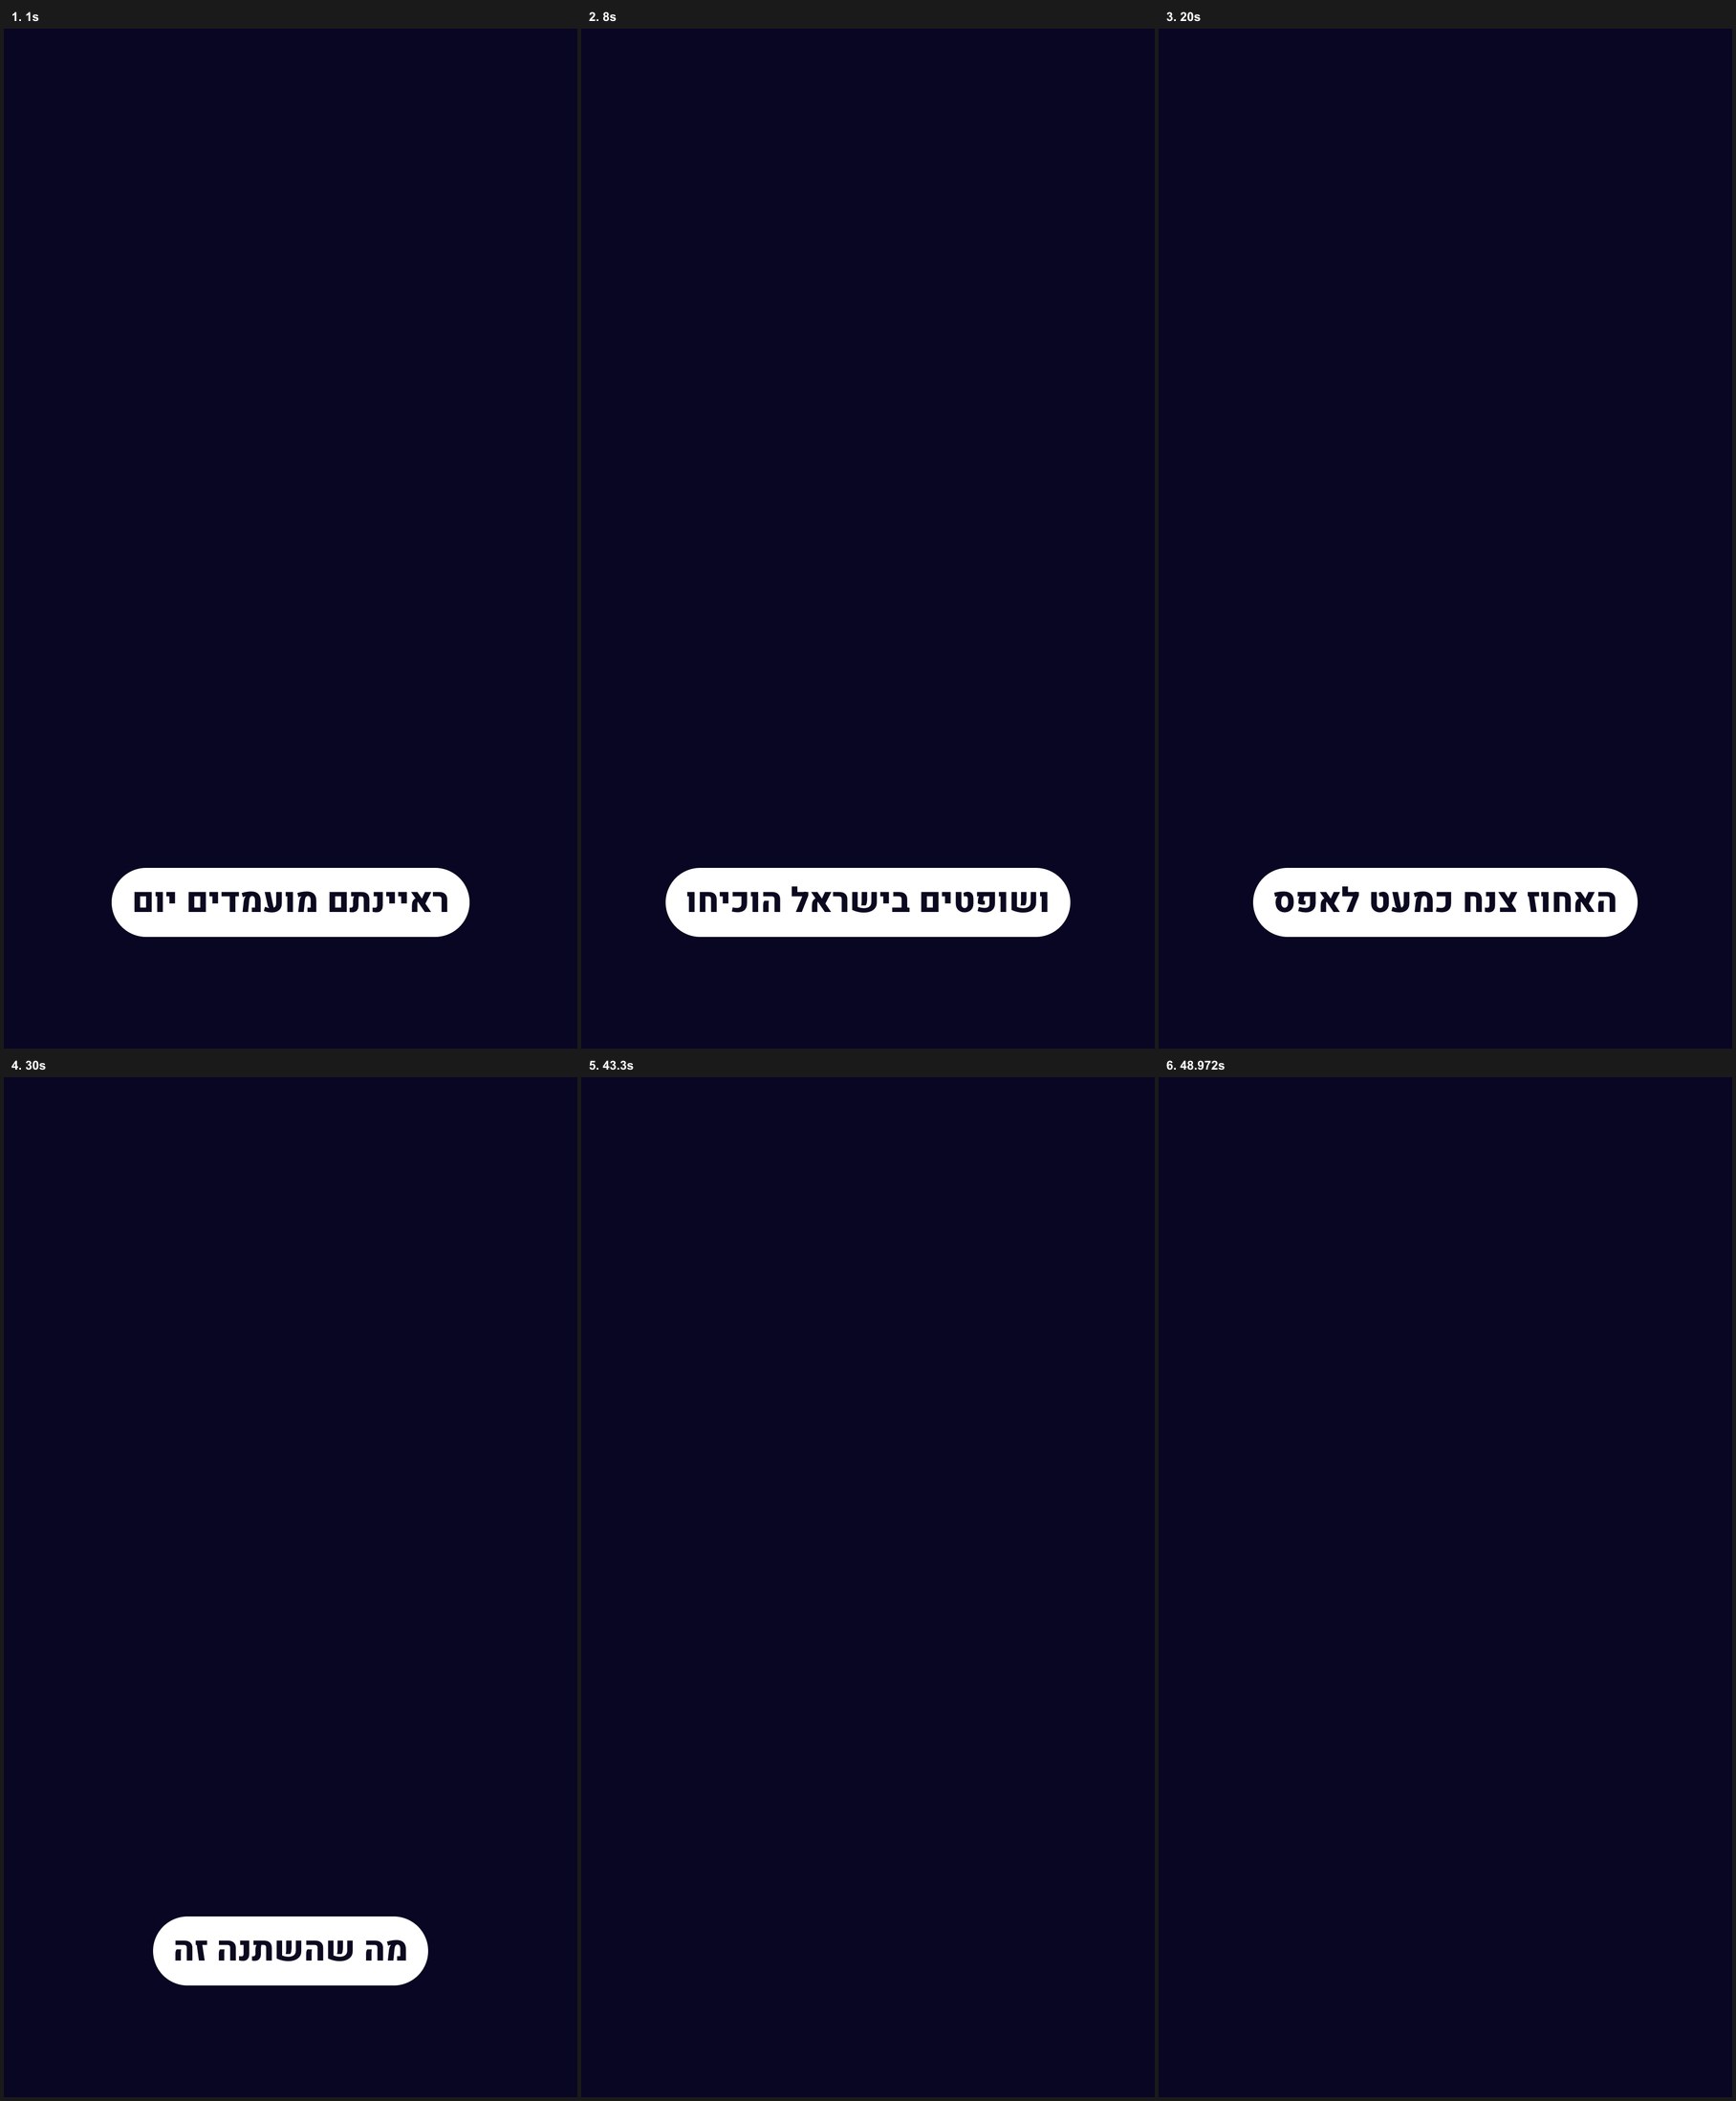 1. 1s
2. 8s
3. 20s
ראיינתם מועמדים יום
ושופטים בישראל הוכיחו
האחוז צנח כמעט לאפס
4. 30s
5. 43.3s
6. 48.972s
מה שהשתנה זה